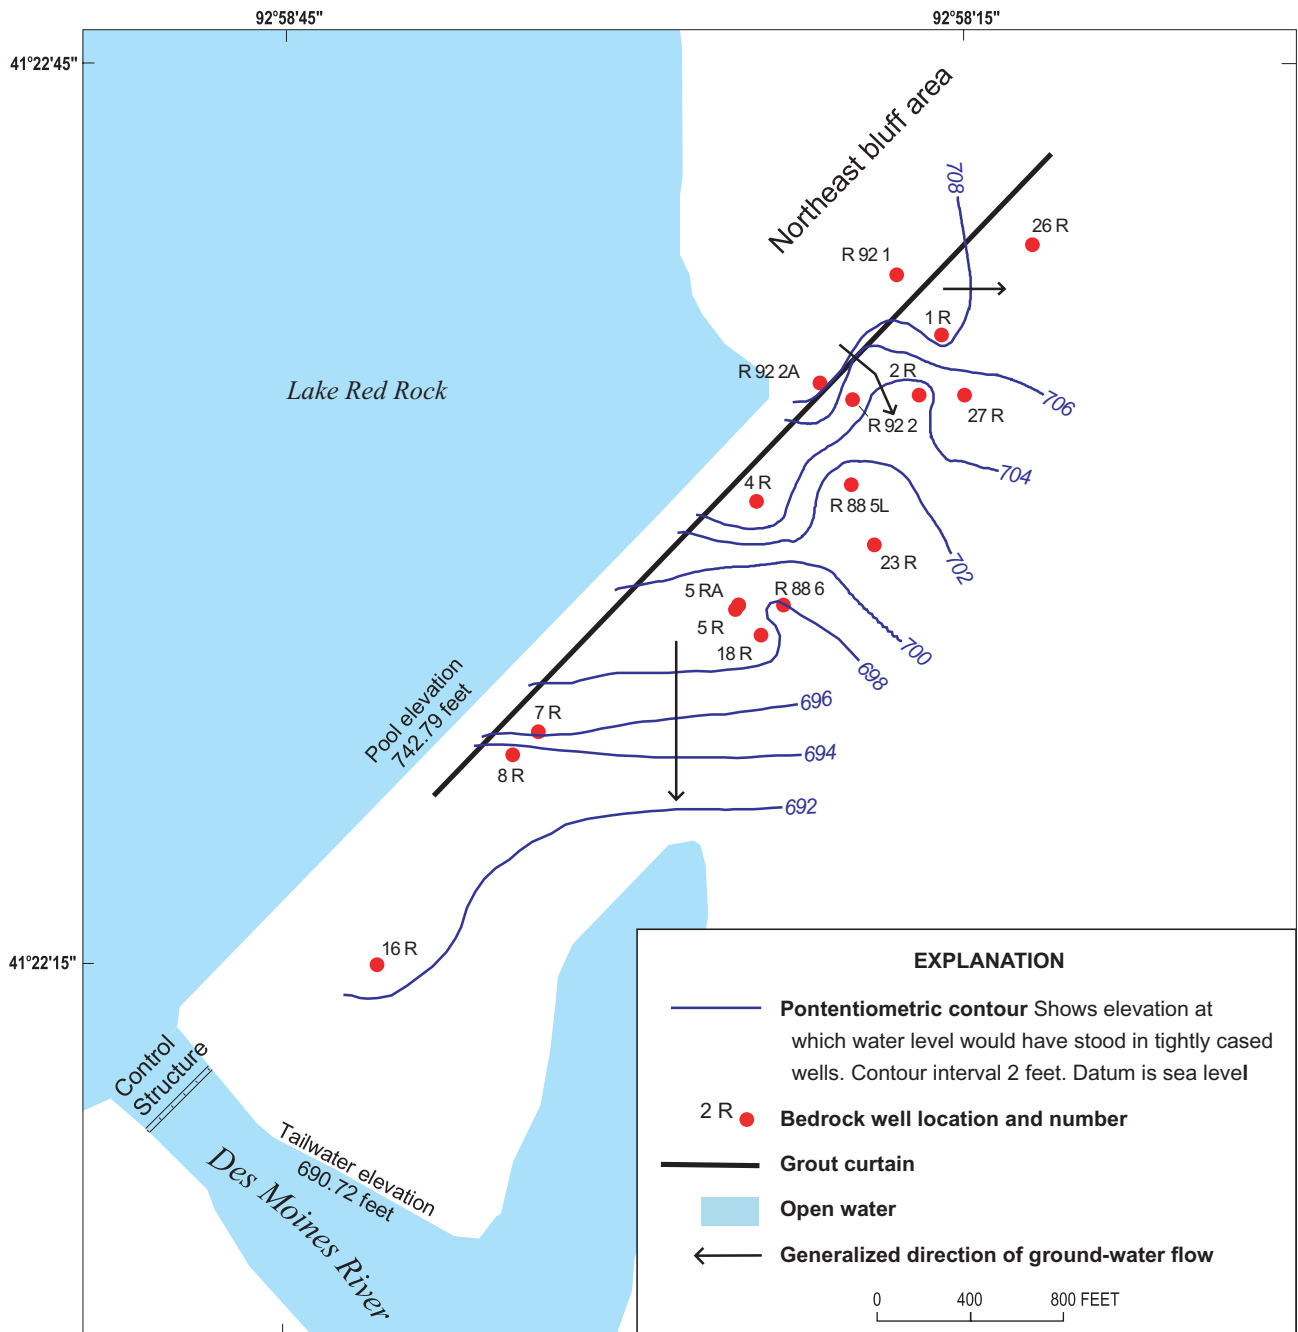 92°58'45"
92°58'15"
41°22'45"
Northeast bluff area
708
26 R
R 92 1
1 R
R 92 2A
2 R
Lake Red Rock
706
27 R
R 92 2
704
4 R
R 88 5L
23 R
702
5 RA
R 88 6
5 R
18 R
700
698
Pool elevation
742.79 feet
696
7 R
694
8 R
692
16 R
41°22'15"
Control
Structure
Tailwater elevation
690.72 feet
Des Moines River
EXPLANATION
Pontentiometric contour Shows elevation at
which water level would have stood in tightly cased
wells. Contour interval 2 feet. Datum is sea level
2 R
Bedrock well location and number
Grout curtain
Open water
Generalized direction of ground-water flow
0 400 800 FEET